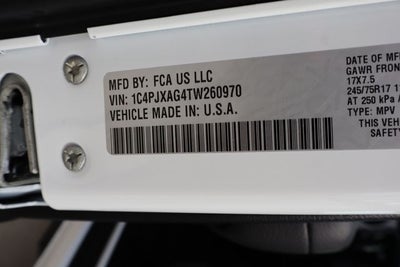 MFD BY: FCA US LLC
VIN: 1C4PJXAG4TW260970
VEHICLE MADE IN: U.S.A.
DATE OF M
GAWR FRON
17X7.5
245/75R17 1
AT 250 kPa
TYPE: MPV
THIS VEH
SAFETY